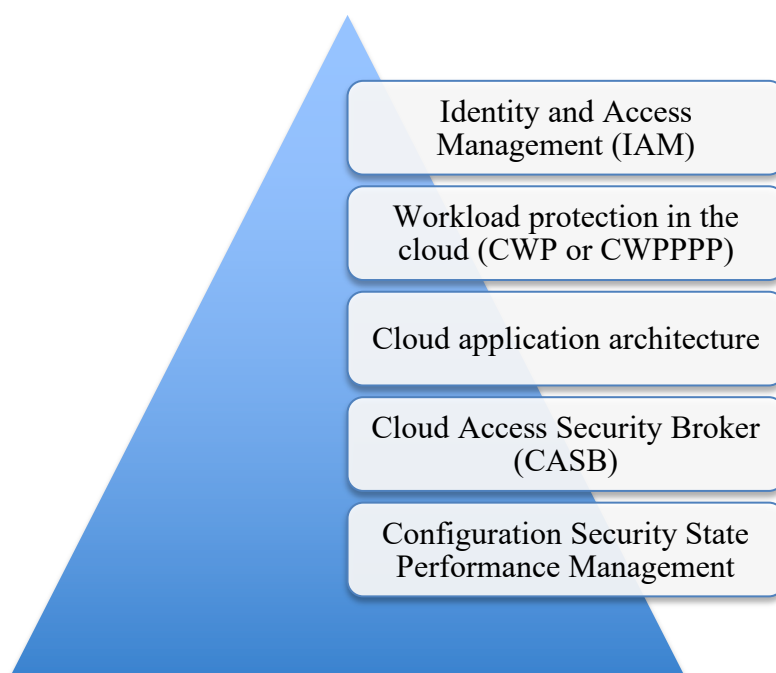 Identity and Access
Management (IAM)
Workload protection in the
cloud (CWP or CWPPPP)
Cloud application architecture
Cloud Access Security Broker
(CASB)
Configuration Security State
Performance Management